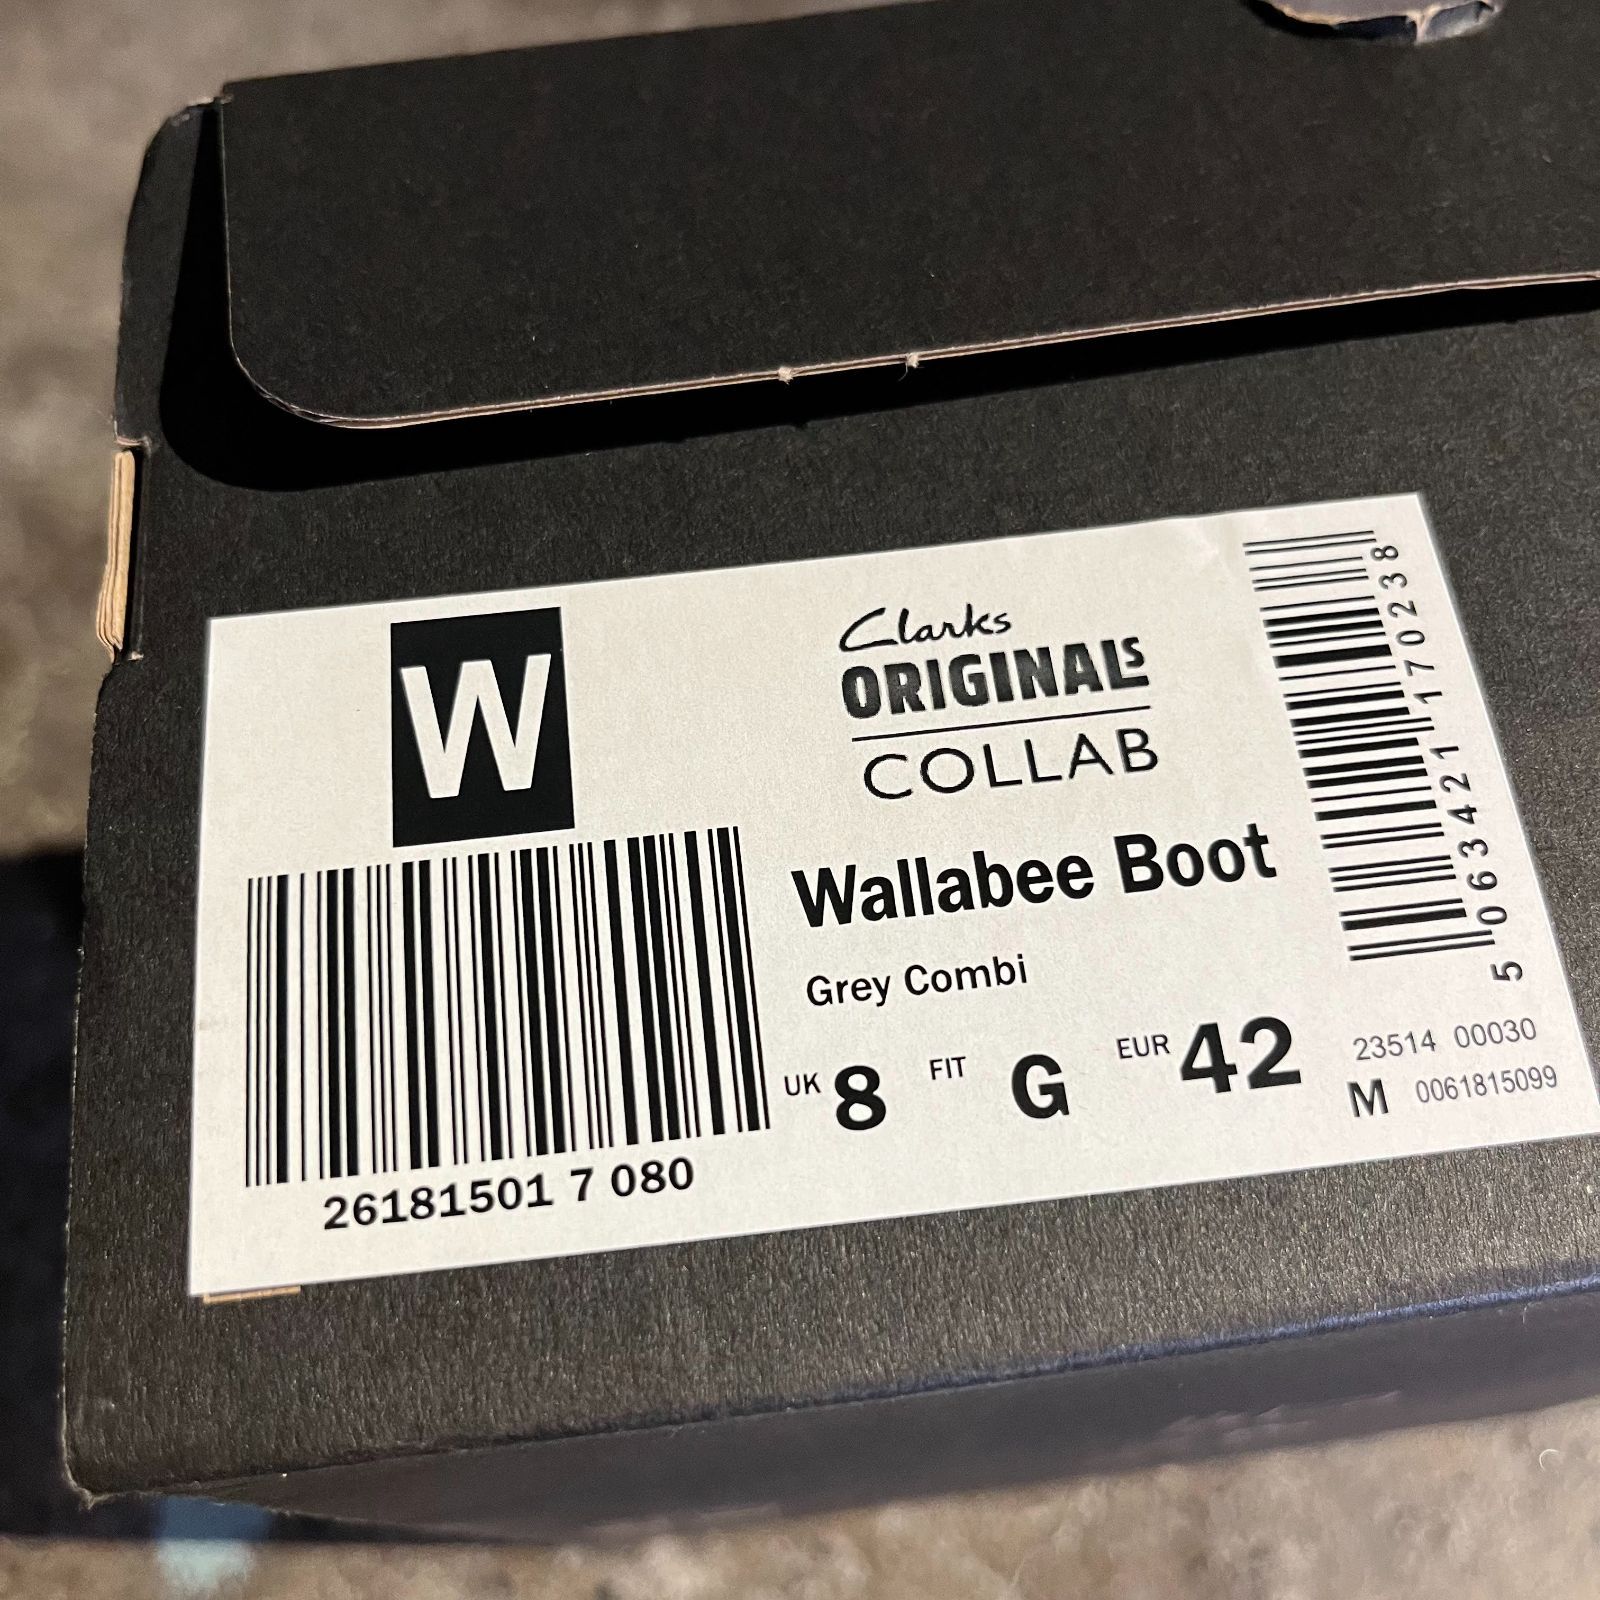 W
Clarks
ORIGINALS
COLLAB
Wallabee Boot
Grey Combi
UK 8 FIT G EUR 42
26181501 7 080
5 063421 170238
23514 00030
M 0061815099